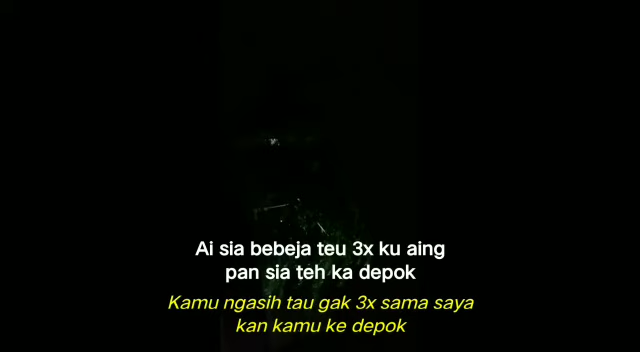 Ai sia bebeja teu 3x ku aing
pan sia teh ka depok
Kamu ngasih tau gak 3x sama saya
kan kamu ke depok